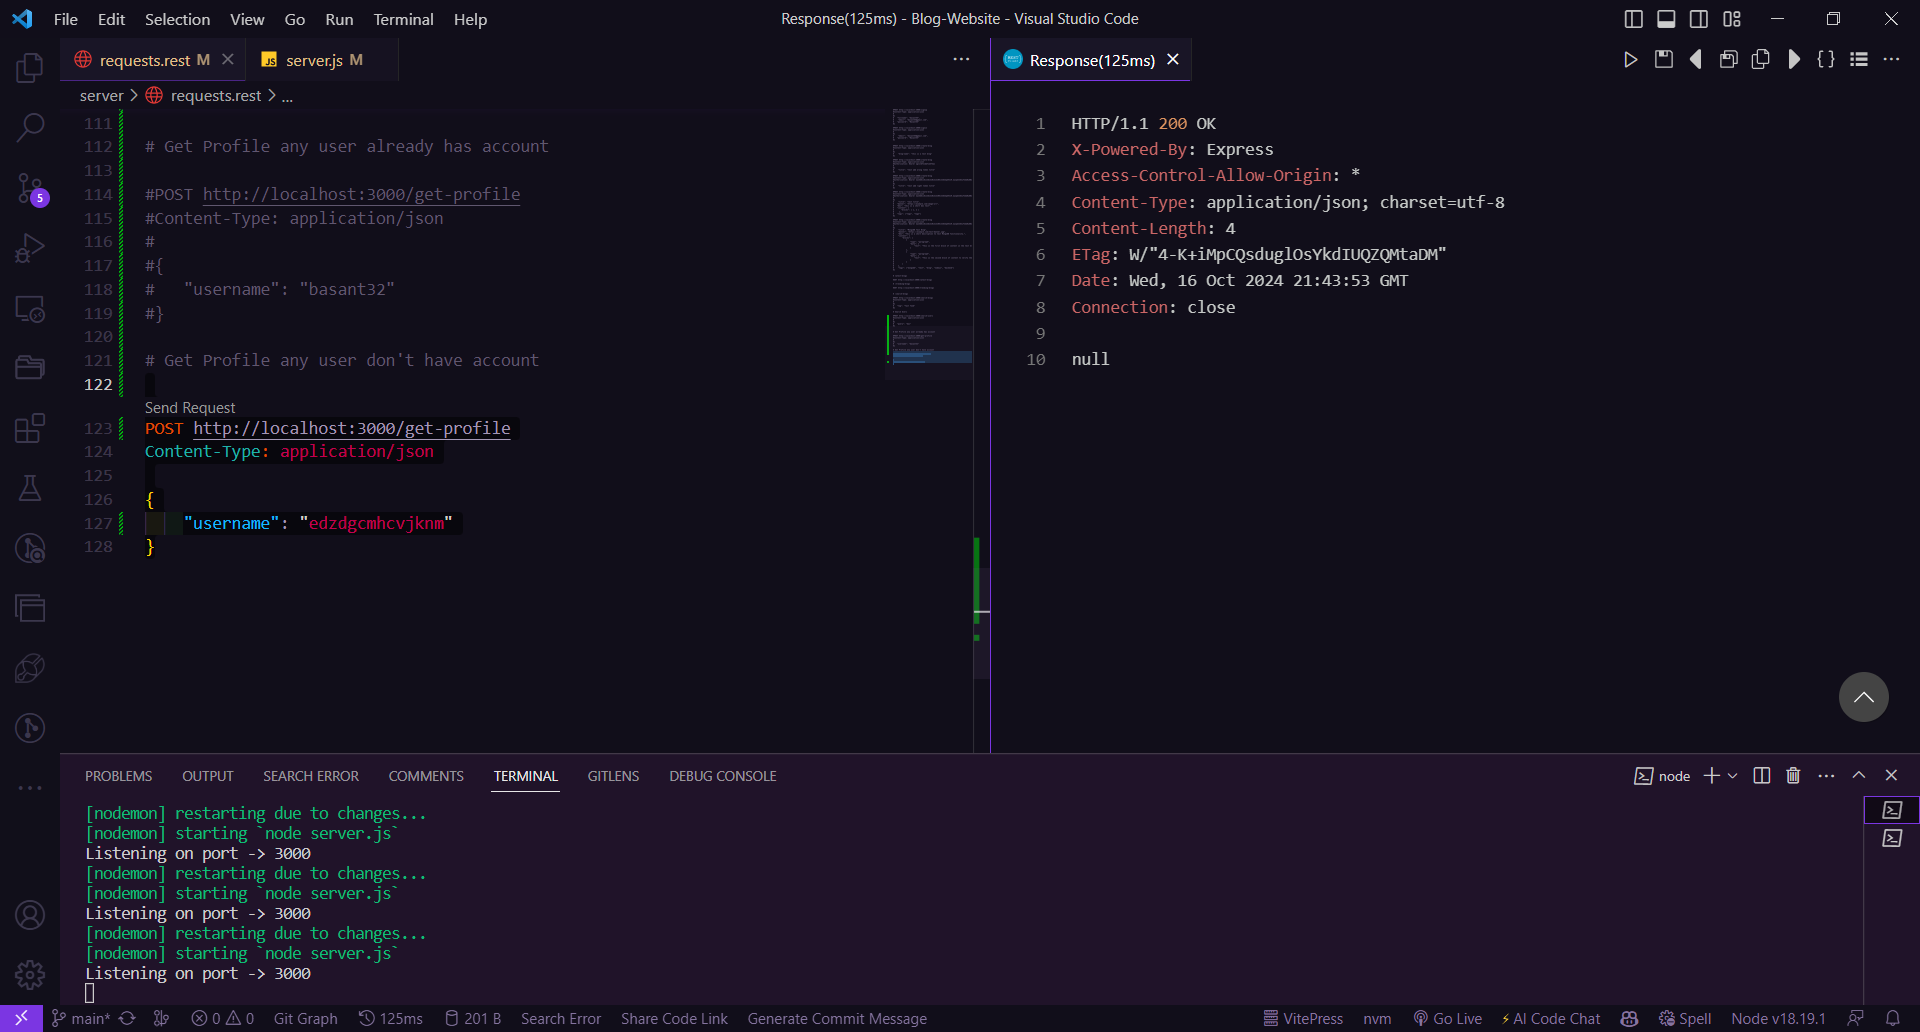 File Edit Selection View Go Run Terminal Help
Response(125ms) - Blog-Website - Visual Studio Code
requests.rest M
JS server.js M
server > requests.rest > ...
111
112 # Get Profile any user already has account
113
114 #POST http://localhost:3000/get-profile
115 #Content-Type: application/json
116 #
117 #{
118 #   "username": "basant32"
119 #}
120
121 # Get Profile any user don't have account
122
Send Request
123 POST http://localhost:3000/get-profile
124 Content-Type: application/json
125
126 {
127     "username": "edzdgcmhcvjknm"
128 }
Response(125ms)
1 HTTP/1.1 200 OK
2 X-Powered-By: Express
3 Access-Control-Allow-Origin: *
4 Content-Type: application/json; charset=utf-8
5 Content-Length: 4
6 ETag: W/"4-K+iMpCQsduglOsYkdIUQZQMtaDM"
7 Date: Wed, 16 Oct 2024 21:43:53 GMT
8 Connection: close
9
10 null
5
PROBLEMS OUTPUT SEARCH ERROR COMMENTS TERMINAL GITLENS DEBUG CONSOLE
node
[nodemon] restarting due to changes...
[nodemon] starting `node server.js`
Listening on port -> 3000
[nodemon] restarting due to changes...
[nodemon] starting `node server.js`
Listening on port -> 3000
[nodemon] restarting due to changes...
[nodemon] starting `node server.js`
Listening on port -> 3000
main* 0 0 Git Graph 125ms 201 B Search Error Share Code Link Generate Commit Message VitePress nvm Go Live AI Code Chat Spell Node v18.19.1